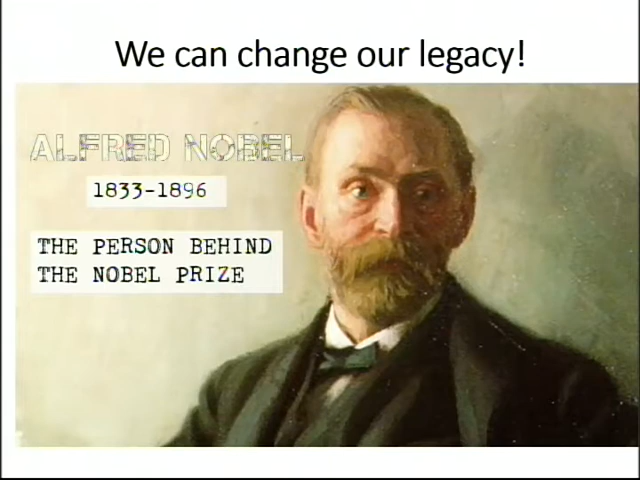 We can change our legacy!
ALFRED NOBEL
1833-1896
THE PERSON BEHIND
THE NOBEL PRIZE